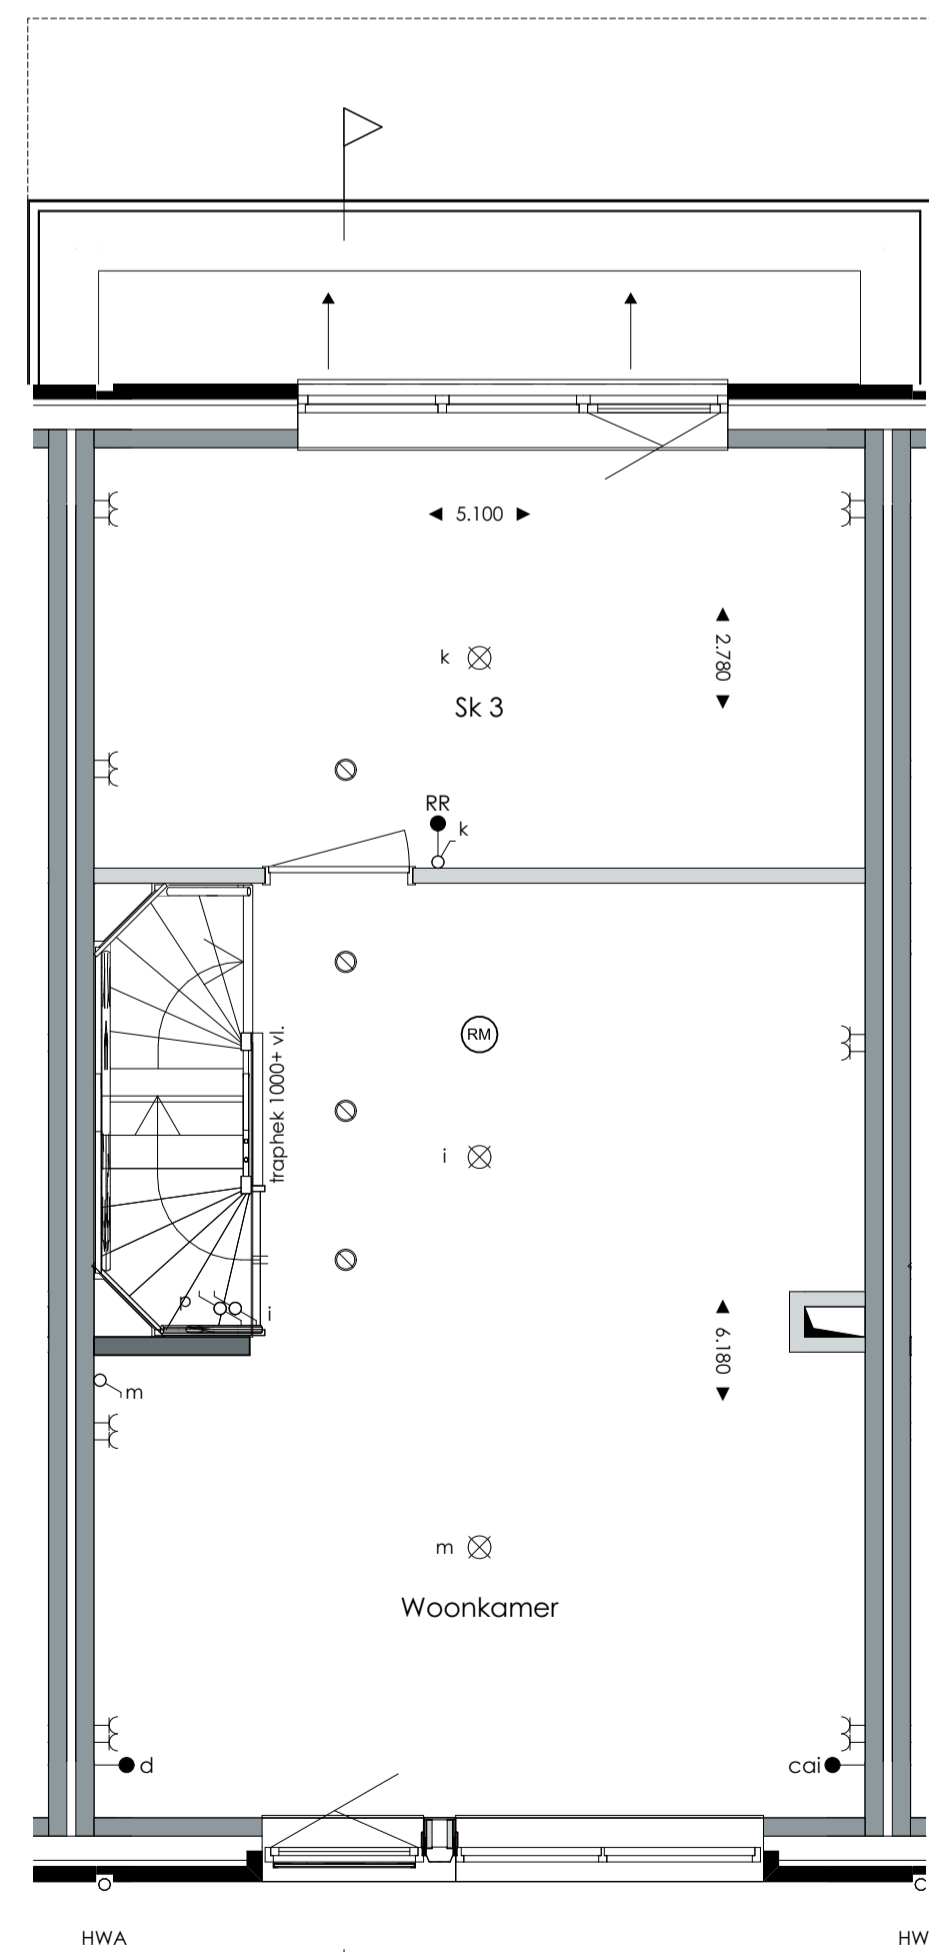 5.100
2.780
k
Sk 3
RR
k
RM
traphek 1000+ vl.
i
p
i
6.180
m
m
Woonkamer
d
cai
HWA
HW